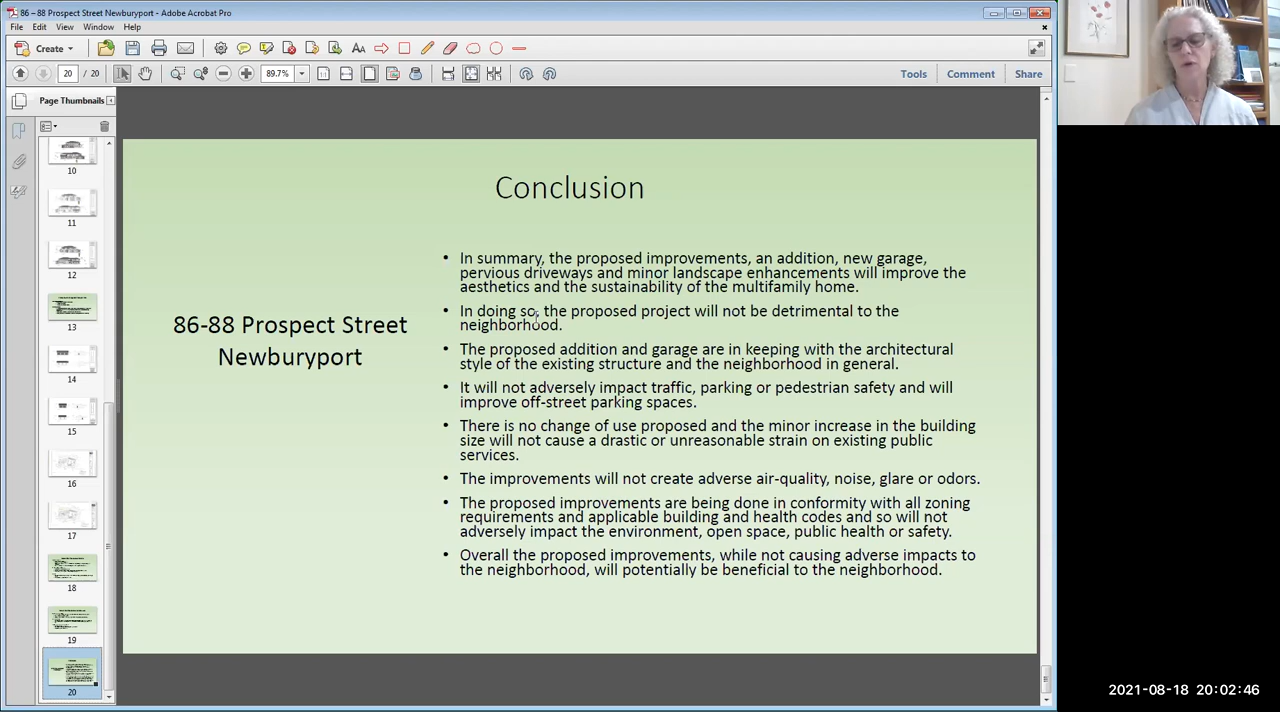 86 – 88 Prospect Street Newburyport - Adobe Acrobat Pro
File Edit View Window Help
Create
20 / 20 89.7% Tools Comment Share
Page Thumbnails
10
11
12
13
14
15
16
17
18
19
20
Conclusion
86-88 Prospect Street
Newburyport
• In summary, the proposed improvements, an addition, new garage,
pervious driveways and minor landscape enhancements will improve the
aesthetics and the sustainability of the multifamily home.
• In doing so, the proposed project will not be detrimental to the
neighborhood.
• The proposed addition and garage are in keeping with the architectural
style of the existing structure and the neighborhood in general.
• It will not adversely impact traffic, parking or pedestrian safety and will
improve off-street parking spaces.
• There is no change of use proposed and the minor increase in the building
size will not cause a drastic or unreasonable strain on existing public
services.
• The improvements will not create adverse air-quality, noise, glare or odors.
• The proposed improvements are being done in conformity with all zoning
requirements and applicable building and health codes and so will not
adversely impact the environment, open space, public health or safety.
• Overall the proposed improvements, while not causing adverse impacts to
the neighborhood, will potentially be beneficial to the neighborhood.
2021-08-18 20:02:46